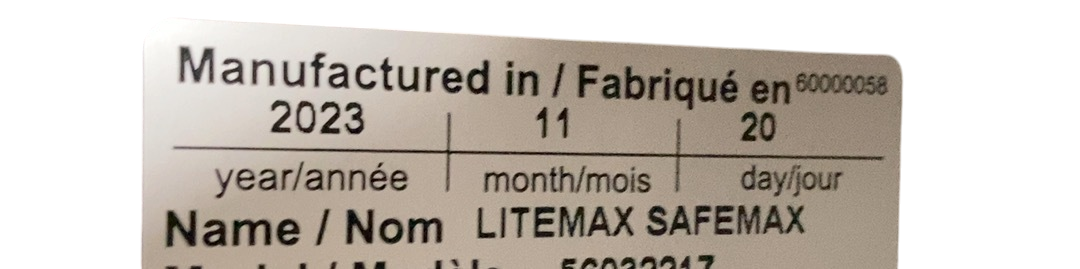 Manufactured in / Fabriqué en 60000058
2023 11 20
year/année month/mois day/jour
Name / Nom LITEMAX SAFEMAX